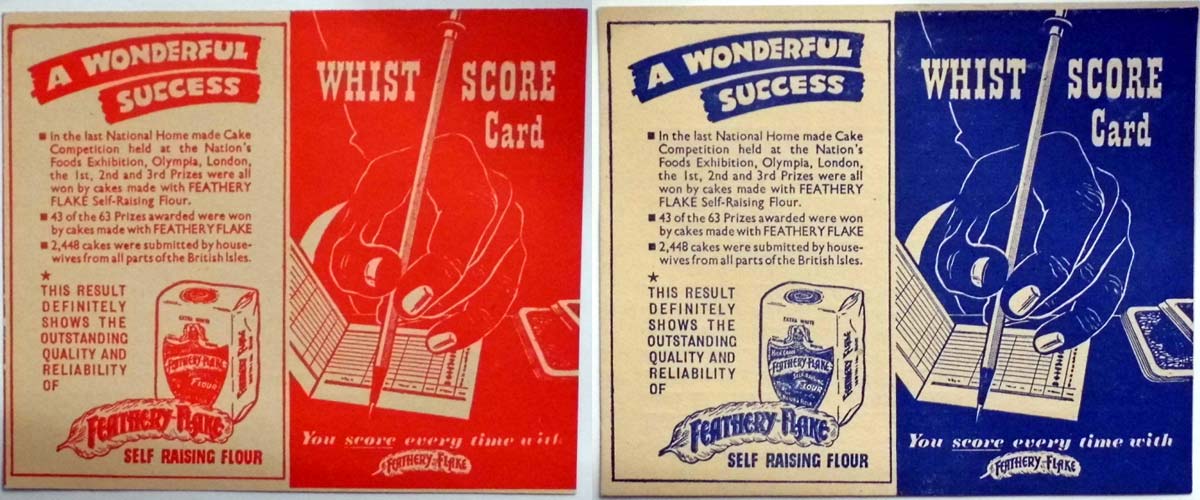 A WONDERFUL
SUCCESS
■ In the last National Home made Cake
Competition held at the Nation's
Foods Exhibition, Olympia, London,
the 1st, 2nd and 3rd Prizes were all
won by cakes made with FEATHERY
FLAKE Self-Raising Flour.
■ 43 of the 63 Prizes awarded were won
by cakes made with FEATHERY FLAKE
■ 2,448 cakes were submitted by house-
wives from all parts of the British Isles.
★
THIS RESULT
DEFINITELY
SHOWS THE
OUTSTANDING
QUALITY AND
RELIABILITY
OF
EXTRA WHITE
FEATHERY-FLAKE
SELF-RAISING
FLOUR
FEATHERY-FLAKE
SELF RAISING FLOUR
WHIST SCORE
Card
You score every time with
FEATHERY-FLAKE
A WONDERFUL
SUCCESS
■ In the last National Home made Cake
Competition held at the Nation's
Foods Exhibition, Olympia, London,
the 1st, 2nd and 3rd Prizes were all
won by cakes made with FEATHERY
FLAKE Self-Raising Flour.
■ 43 of the 63 Prizes awarded were won
by cakes made with FEATHERY FLAKE
■ 2,448 cakes were submitted by house-
wives from all parts of the British Isles.
★
THIS RESULT
DEFINITELY
SHOWS THE
OUTSTANDING
QUALITY AND
RELIABILITY
OF
EXTRA WHITE
HIGH CLASS
FEATHERY-FLAKE
SELF-RAISING
FLOUR
FEATHERY-FLAKE
SELF RAISING FLOUR
WHIST SCORE
Card
You score every time with
FEATHERY-FLAKE